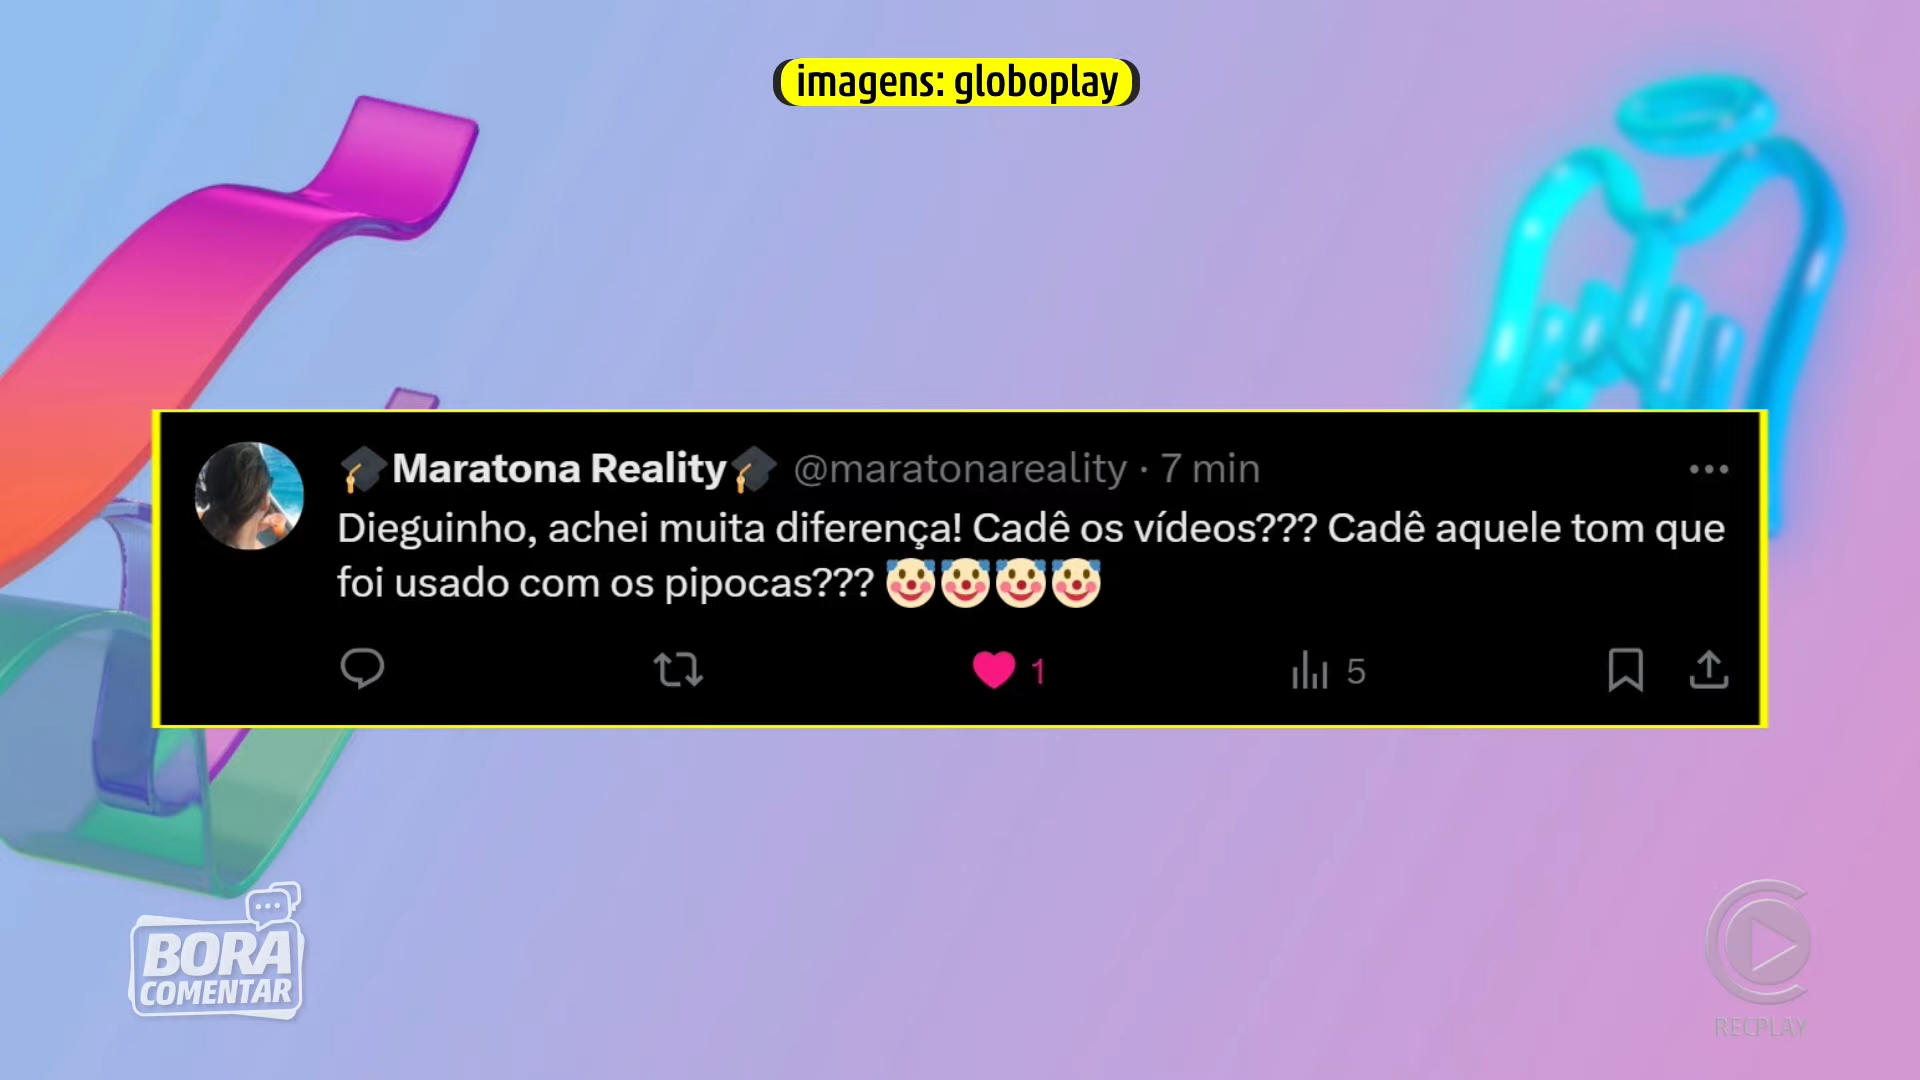 imagens: globoplay
🎓Maratona Reality🎓 @maratonareality · 7 min
Dieguinho, achei muita diferença! Cadê os vídeos??? Cadê aquele tom que
foi usado com os pipocas??? 🤡🤡🤡🤡
1 5
BORA
COMENTAR
RECPLAY